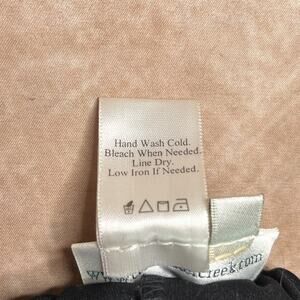 Hand Wash Cold.
Bleach When Needed.
Line Dry.
Low Iron If Needed.